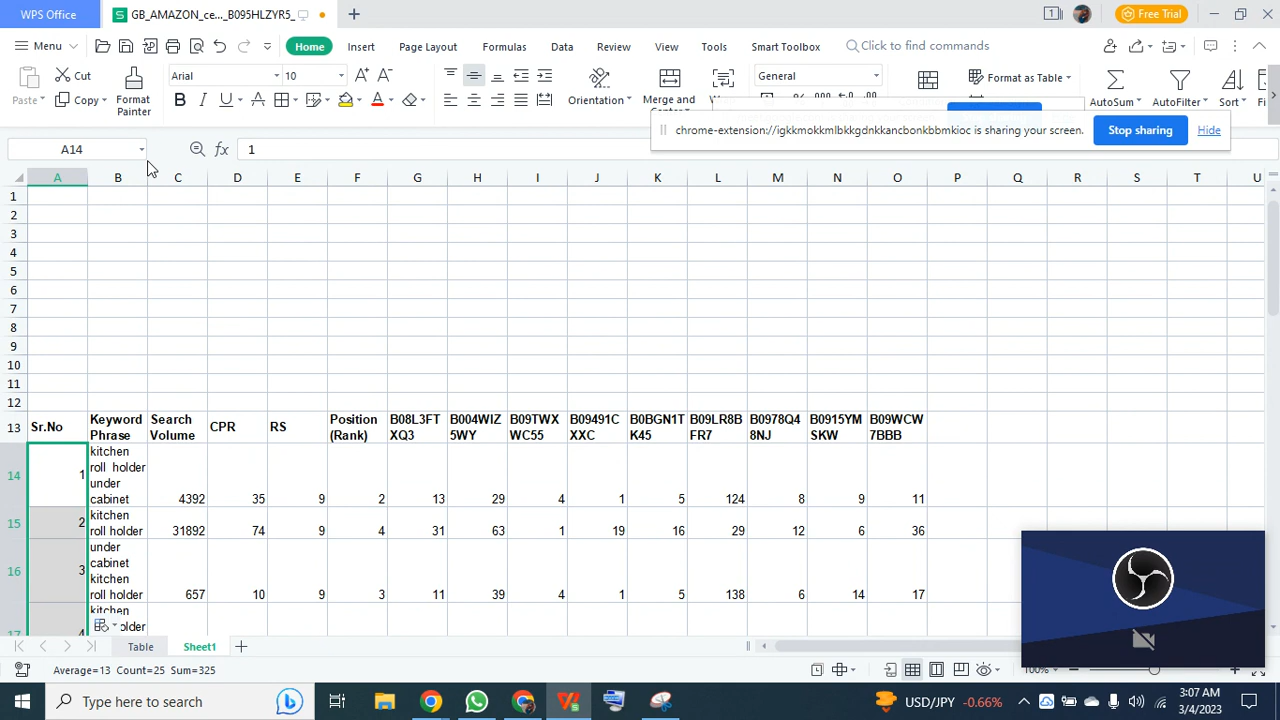 WPS Office
GB_AMAZON_ce..._B095HLZYR5_
Free Trial
Menu
Home
Insert
Page Layout
Formulas
Data
Review
View
Tools
Smart Toolbox
Click to find commands
Paste
Cut
Copy
Format
Painter
Arial
10
Orientation
Merge and
General
Format as Table
AutoSum
AutoFilter
Sort
chrome-extension://igkkmokkmlbkkgdnkkancbonkbbmkioc is sharing your screen.
Stop sharing
Hide
A14
1
A B C D E F G H I J K L M N O P Q R S T U
1
2
3
4
5
6
7
8
9
10
11
12
13 Sr.No Keyword Phrase Search Volume CPR RS Position (Rank) B08L3FTXQ3 B004WIZ5WY B09TWXWC55 B09491CXXC B0BGN1TK45 B09LR8BFR7 B0978Q48NJ B0915YMSKW B09WCW7BBB
14 1 kitchen roll holder under cabinet 4392 35 9 2 13 29 4 1 5 124 8 9 11
15 2 kitchen roll holder 31892 74 9 4 31 63 1 19 16 29 12 6 36
16 3 under cabinet kitchen roll holder 657 10 9 3 11 39 4 1 5 138 6 14 17
17 4 kitchen
Table
Sheet1
Average=13 Count=25 Sum=325
100%
Type here to search
USD/JPY -0.66%
3:07 AM
3/4/2023